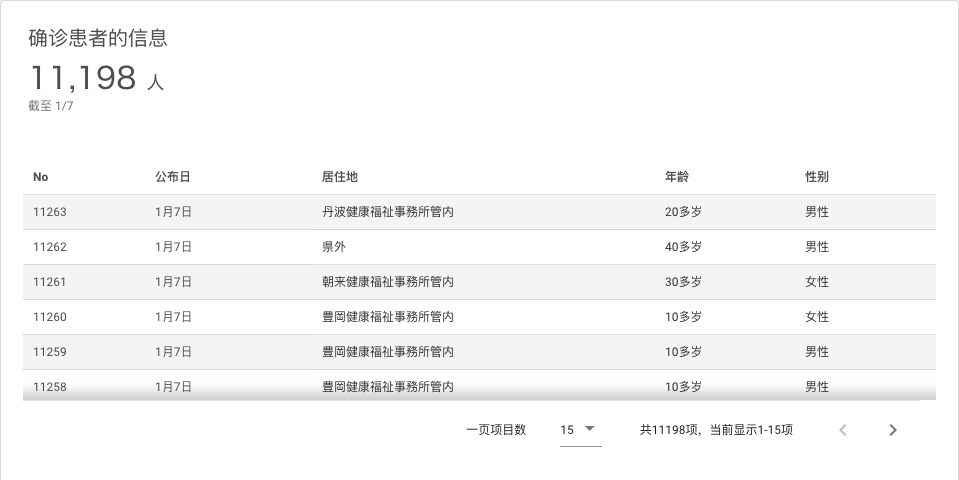 确诊患者的信息
11,198 人
截至 1/7
No 公布日 居住地 年龄 性别
11263 1月7日 丹波健康福祉事務所管内 20多岁 男性
11262 1月7日 県外 40多岁 男性
11261 1月7日 朝来健康福祉事務所管内 30多岁 女性
11260 1月7日 豊岡健康福祉事務所管内 10多岁 女性
11259 1月7日 豊岡健康福祉事務所管内 10多岁 男性
11258 1月7日 豊岡健康福祉事務所管内 10多岁 男性
一页项目数 15 共11198项，当前显示1-15项